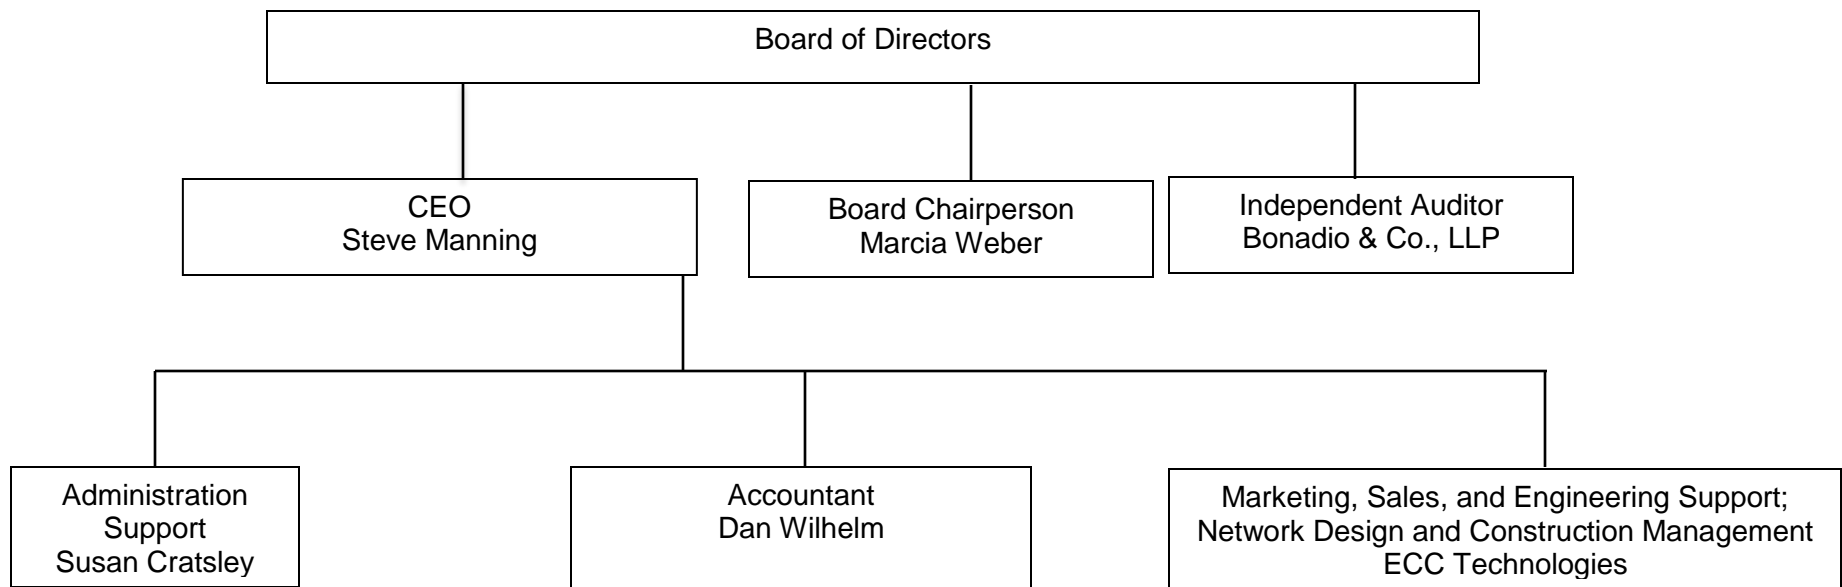 Board of Directors
CEO
Steve Manning
Board Chairperson
Marcia Weber
Independent Auditor
Bonadio & Co., LLP
Administration
Support
Susan Cratsley
Accountant
Dan Wilhelm
Marketing, Sales, and Engineering Support;
Network Design and Construction Management
ECC Technologies